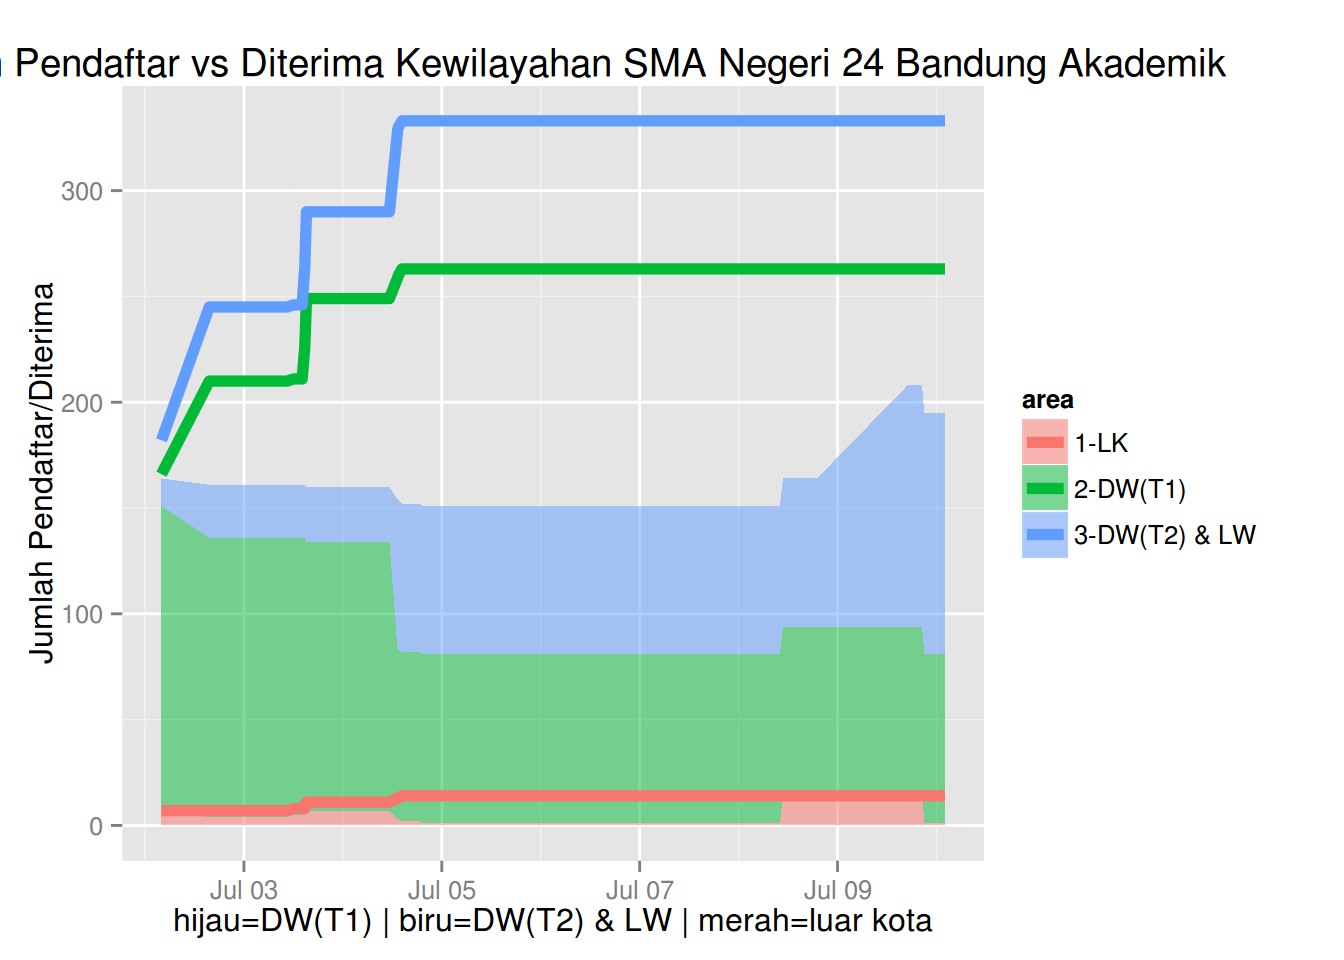 Pendaftar vs Diterima Kewilayahan SMA Negeri 24 Bandung Akademik
Jumlah Pendaftar/Diterima
300
200
100
0
Jul 03
Jul 05
Jul 07
Jul 09
hijau=DW(T1) | biru=DW(T2) & LW | merah=luar kota
area
1-LK
2-DW(T1)
3-DW(T2) & LW